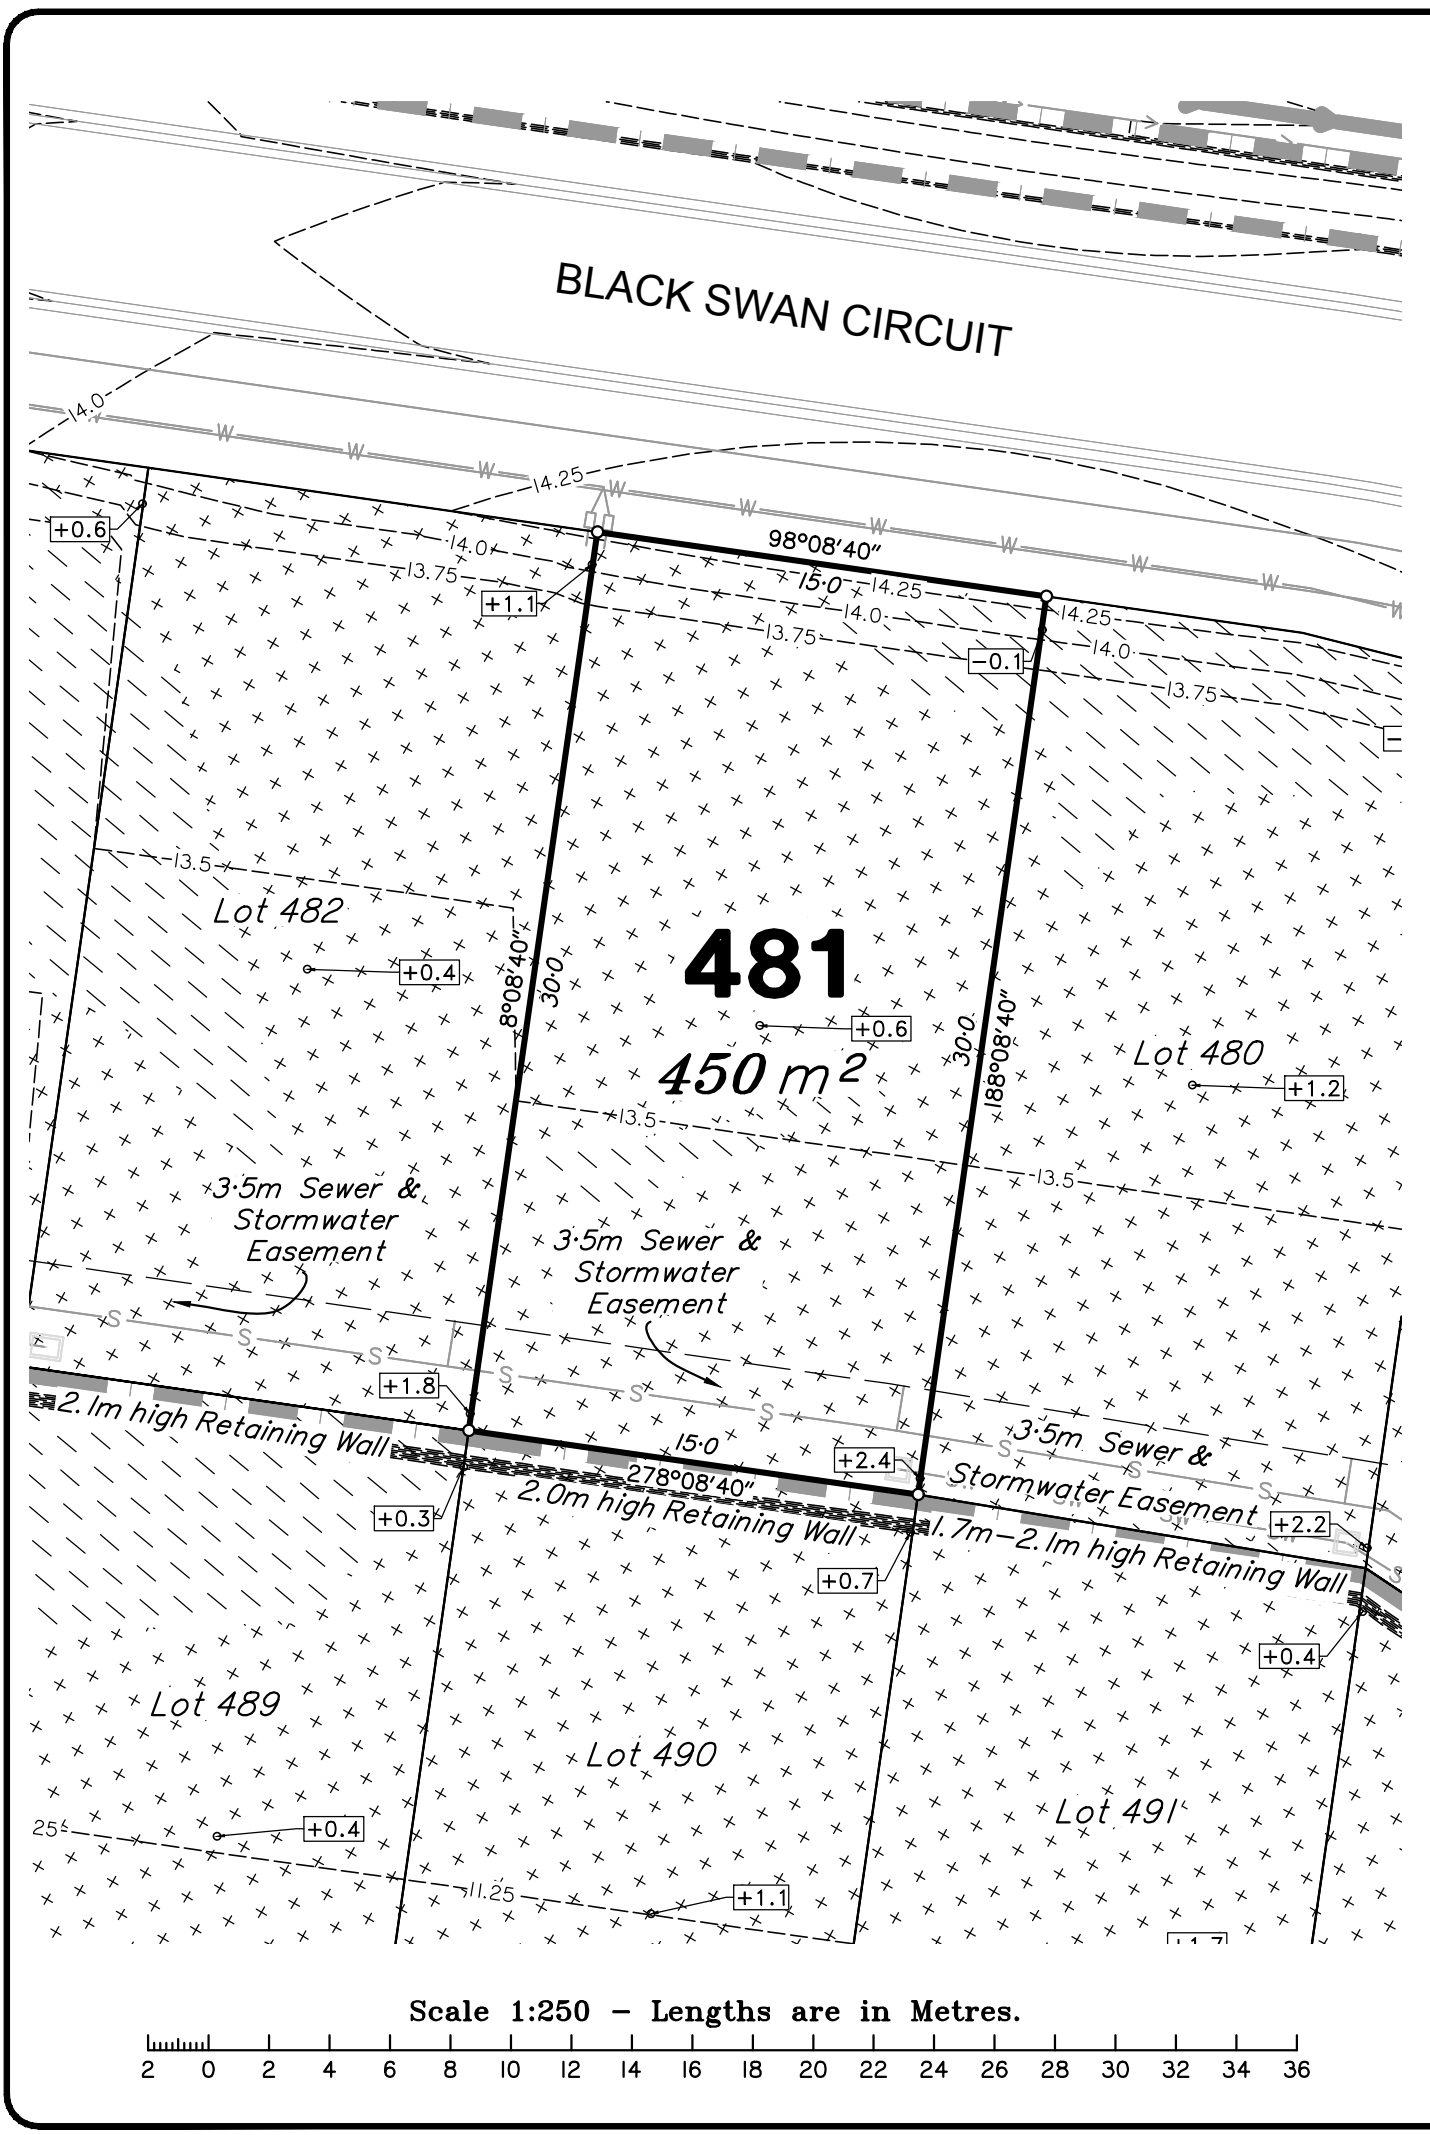 BLACK SWAN CIRCUIT
14.0
W W W W W W W W W W
14.25
+0.6
14.0
13.75
+1.1
98°08'40"
15·0
14.25
14.0
13.75
-0.1
14.25
14.0
13.75
13.5
Lot 482
+0.4
8°08'40"
30·0
481
+0.6
450 m²
30·0
188°08'40"
Lot 480
+1.2
13.5
13.5
3·5m Sewer &
Stormwater
Easement
3·5m Sewer &
Stormwater
Easement
S S S S S S S S S
+1.8
2.1m high Retaining Wall
15·0
278°08'40"
2.0m high Retaining Wall
+2.4
3·5m Sewer &
Stormwater Easement
+2.2
1.7m-2.1m high Retaining Wall
+0.3
+0.7
+0.4
Lot 489
Lot 490
Lot 491
25
+0.4
11.25
+1.1
+1.7
Scale 1:250 – Lengths are in Metres.
2 0 2 4 6 8 10 12 14 16 18 20 22 24 26 28 30 32 34 36